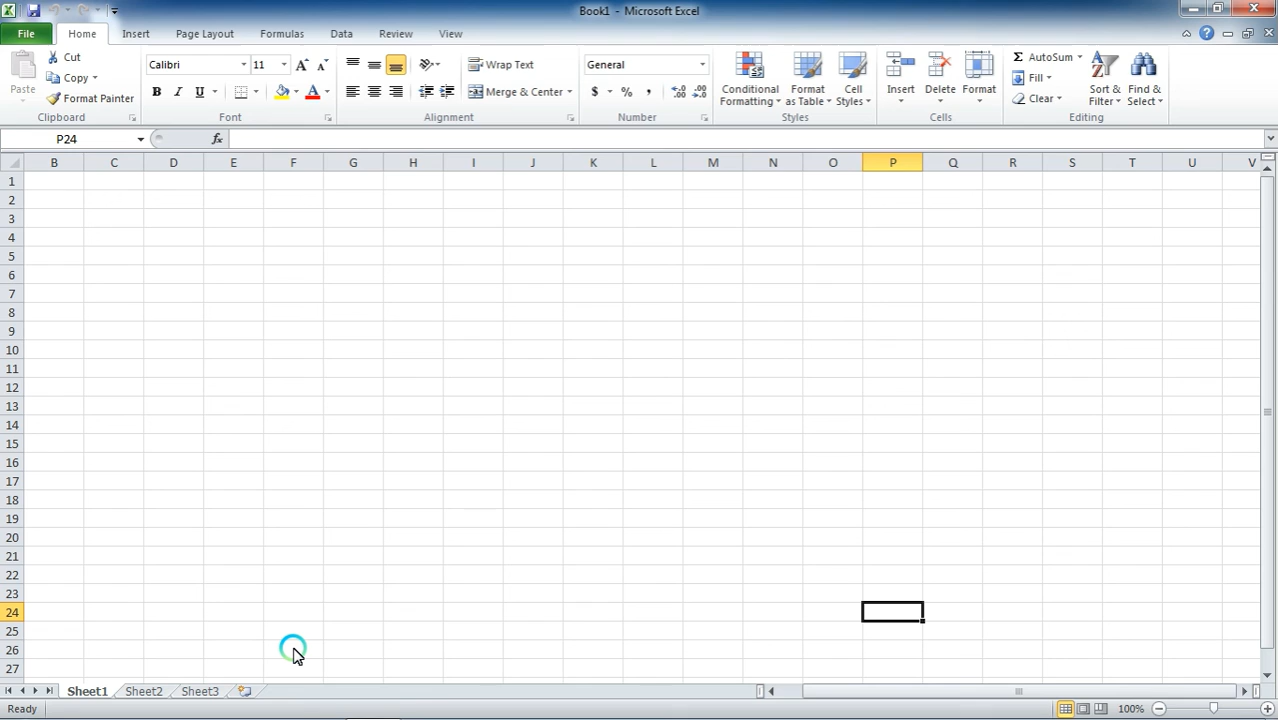 Book1 - Microsoft Excel
File Home Insert Page Layout Formulas Data Review View
Paste Cut Copy Format Painter
Clipboard
Calibri 11 A A
B I U A
Font
Wrap Text
Merge & Center
Alignment
General
$ % , .0 .00 .00 .0
Number
Conditional Formatting
Format as Table
Cell Styles
Styles
Insert Delete Format
Cells
Σ AutoSum
Fill
Clear
Sort & Filter
Find & Select
Editing
P24 fx
B C D E F G H I J K L M N O P Q R S T U V
1
2
3
4
5
6
7
8
9
10
11
12
13
14
15
16
17
18
19
20
21
22
23
24
25
26
27
Sheet1 Sheet2 Sheet3
Ready 100%